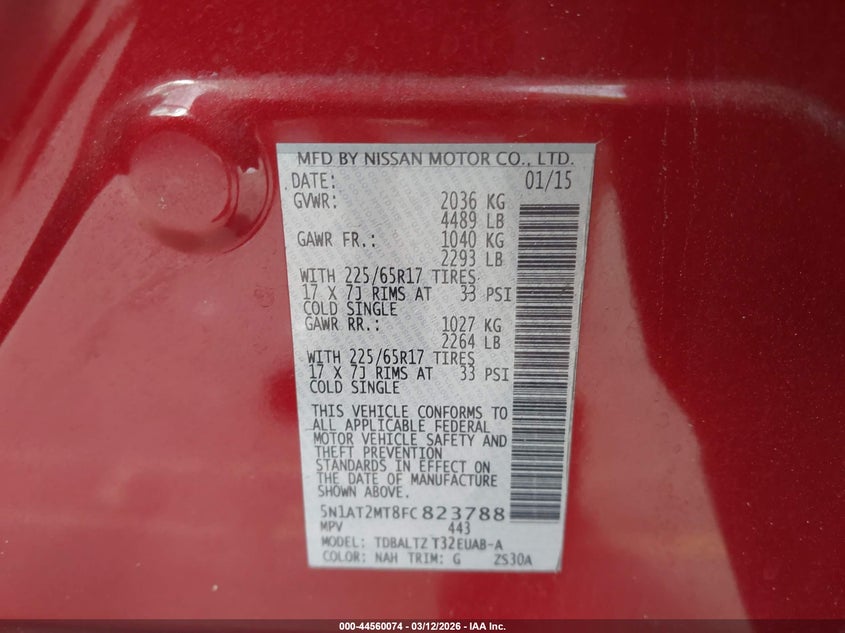 MFD BY NISSAN MOTOR CO., LTD.
DATE: 01/15
GVWR: 2036 KG
4489 LB
GAWR FR.: 1040 KG
2293 LB
WITH 225/65R17 TIRES
17 X 7J RIMS AT 33 PSI
COLD SINGLE
GAWR RR.: 1027 KG
2264 LB
WITH 225/65R17 TIRES
17 X 7J RIMS AT 33 PSI
COLD SINGLE
THIS VEHICLE CONFORMS TO
ALL APPLICABLE FEDERAL
MOTOR VEHICLE SAFETY AND
THEFT PREVENTION
STANDARDS IN EFFECT ON
THE DATE OF MANUFACTURE
SHOWN ABOVE.
5N1AT2MT8FC823788
MPV 443
MODEL: TDBALTZ T32EUAB-A
COLOR: NAH TRIM: G ZS30A
000-44560074 | 03/12/2026 - IAA Inc.